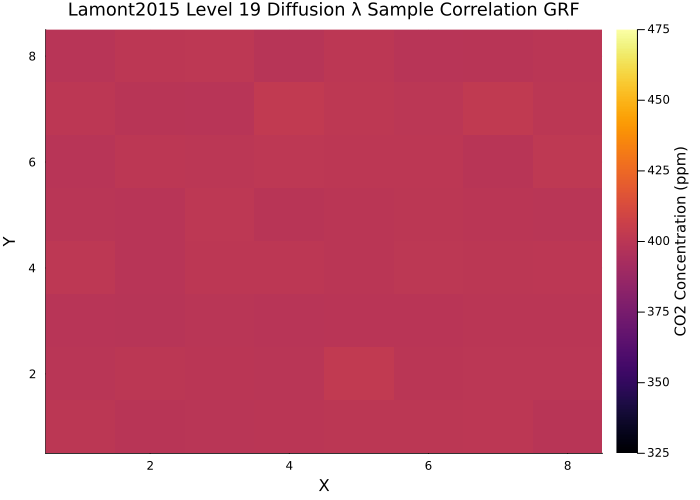 Lamont2015 Level 19 Diffusion λ Sample Correlation GRF
8
6
4
2
Y
2 4 6 8
X
475
450
425
400
375
350
325
CO2 Concentration (ppm)